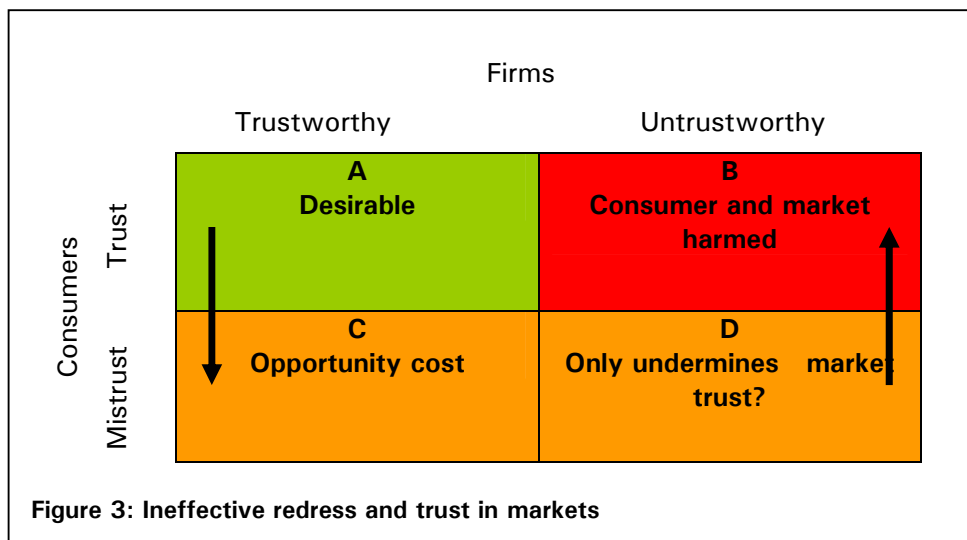 Firms
Trustworthy Untrustworthy
Consumers
Trust
Mistrust
A
Desirable
B
Consumer and market
harmed
C
Opportunity cost
D
Only undermines market
trust?
Figure 3: Ineffective redress and trust in markets